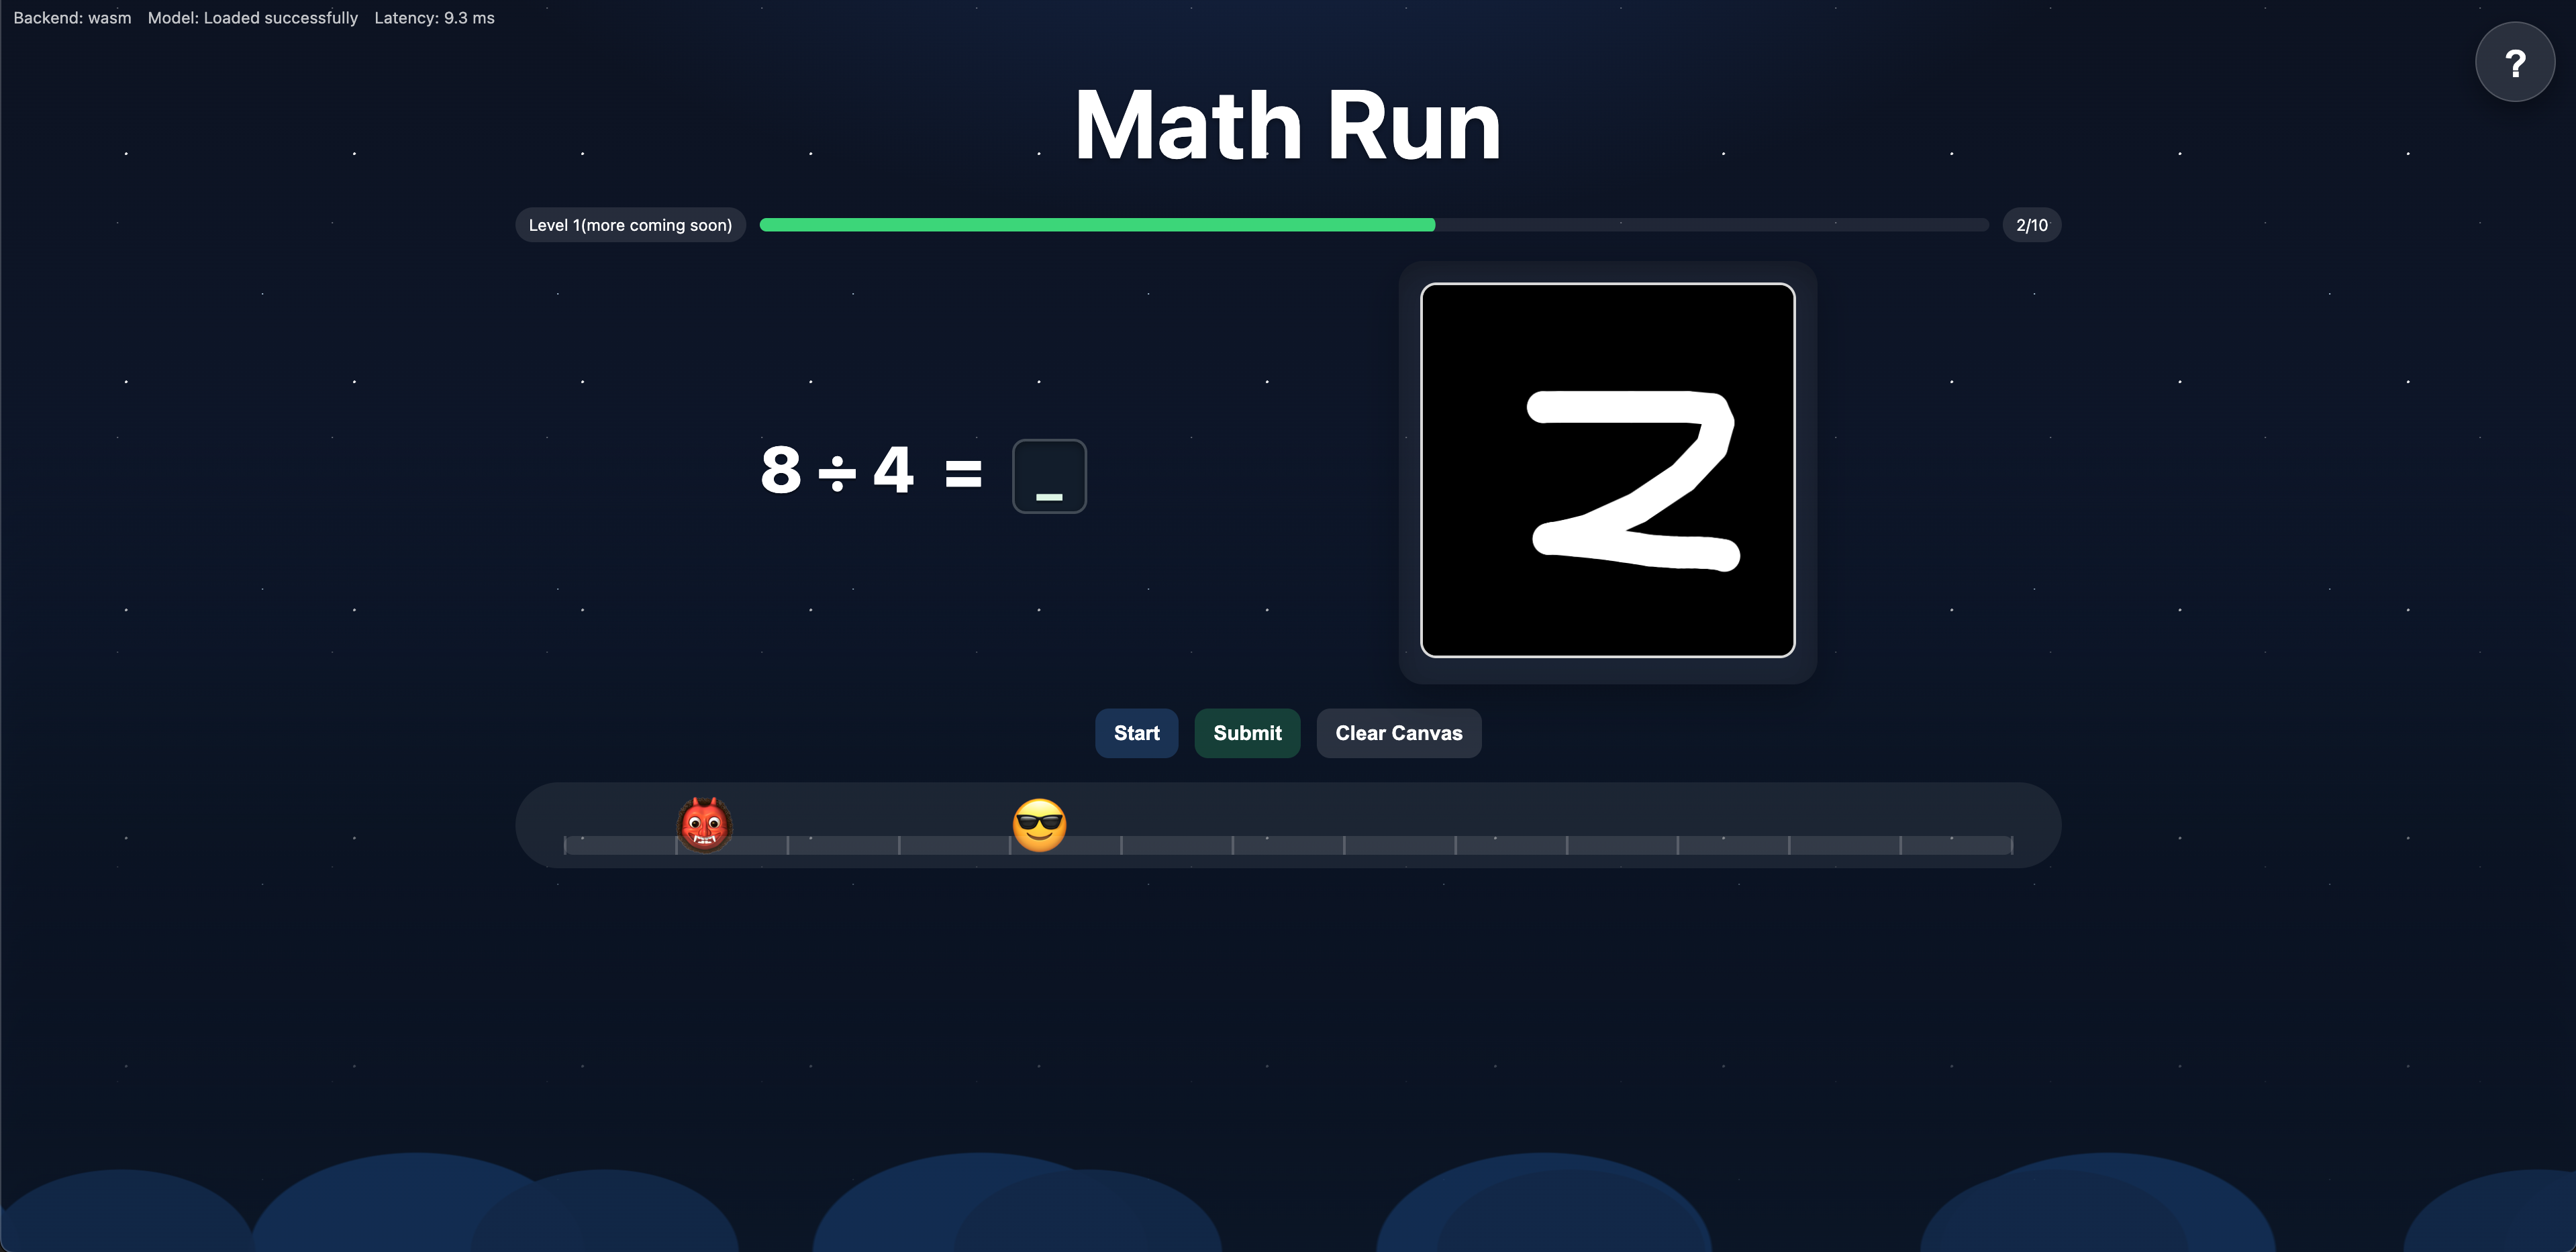 Backend: wasm Model: Loaded successfully Latency: 9.3 ms
?
Math Run
Level 1(more coming soon) 2/10
8 ÷ 4 = _
2
Start Submit Clear Canvas